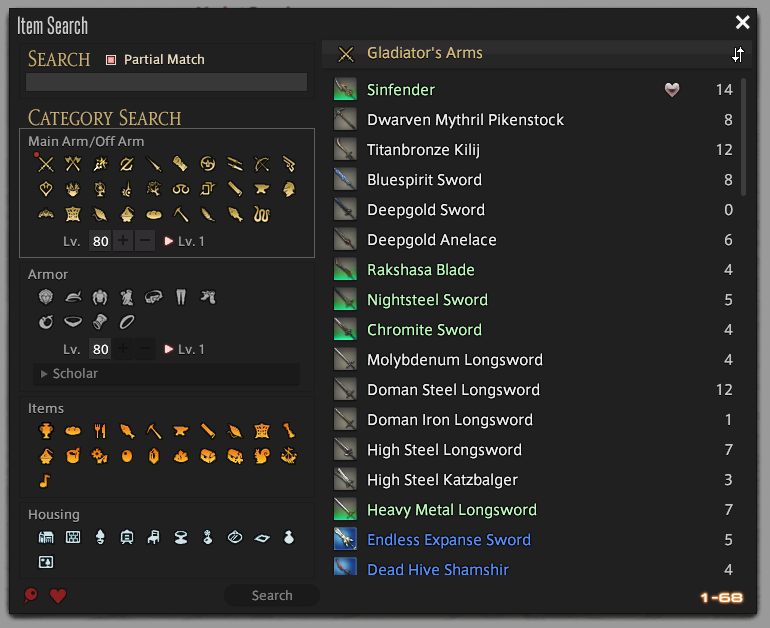 Item Search
SEARCH Partial Match
CATEGORY SEARCH
Main Arm/Off Arm
Lv. 80 + − Lv. 1
Armor
Lv. 80 + − Lv. 1
Scholar
Items
Housing
Search
Gladiator's Arms
Sinfender 14
Dwarven Mythril Pikenstock 8
Titanbronze Kilij 12
Bluespirit Sword 8
Deepgold Sword 0
Deepgold Anelace 6
Rakshasa Blade 4
Nightsteel Sword 5
Chromite Sword 4
Molybdenum Longsword 4
Doman Steel Longsword 12
Doman Iron Longsword 1
High Steel Longsword 7
High Steel Katzbalger 3
Heavy Metal Longsword 7
Endless Expanse Sword 5
Dead Hive Shamshir 4
1-68